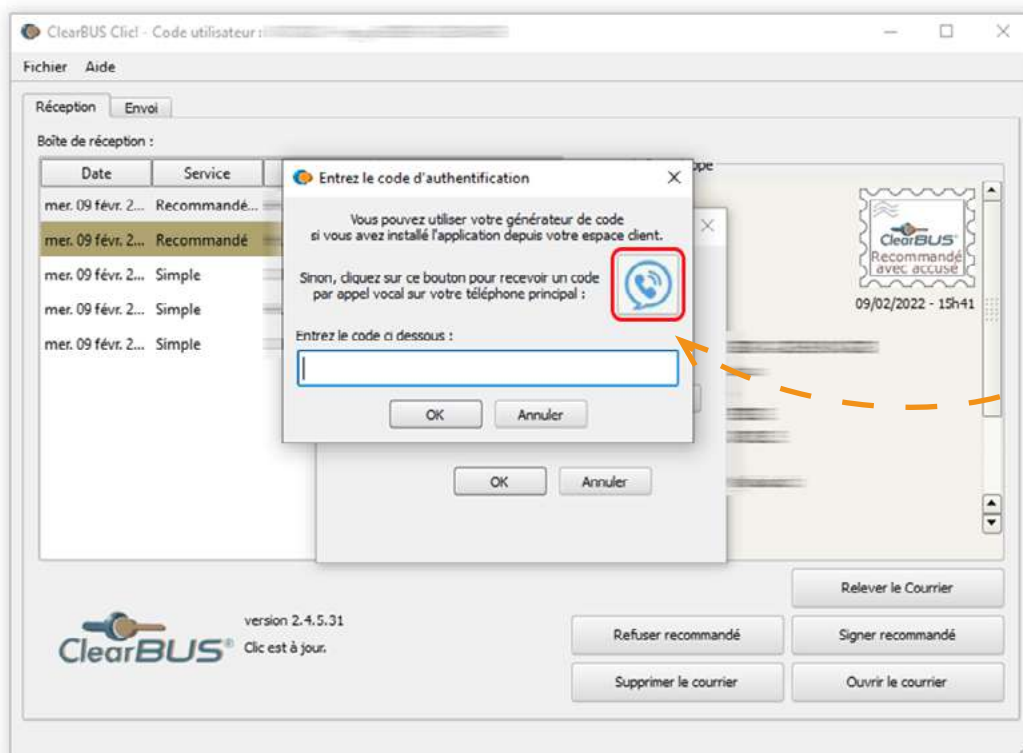 ClearBUS Clic! - Code utilisateur :
Fichier Aide
Réception Envoi
Boîte de réception :
Date Service
mer. 09 févr. 2... Recommandé...
mer. 09 févr. 2... Recommandé
mer. 09 févr. 2... Simple
mer. 09 févr. 2... Simple
mer. 09 févr. 2... Simple
Entrez le code d'authentification
Vous pouvez utiliser votre générateur de code
si vous avez installé l'application depuis votre espace client.
Sinon, cliquez sur ce bouton pour recevoir un code
par appel vocal sur votre téléphone principal :
Entrez le code ci dessous :
OK Annuler
OK Annuler
ClearBUS
Recommandé
avec accusé
09/02/2022 - 15h41
Relever le Courrier
Refuser recommandé Signer recommandé
Supprimer le courrier Ouvrir le courrier
ClearBUS®
version 2.4.5.31
Clic est à jour.